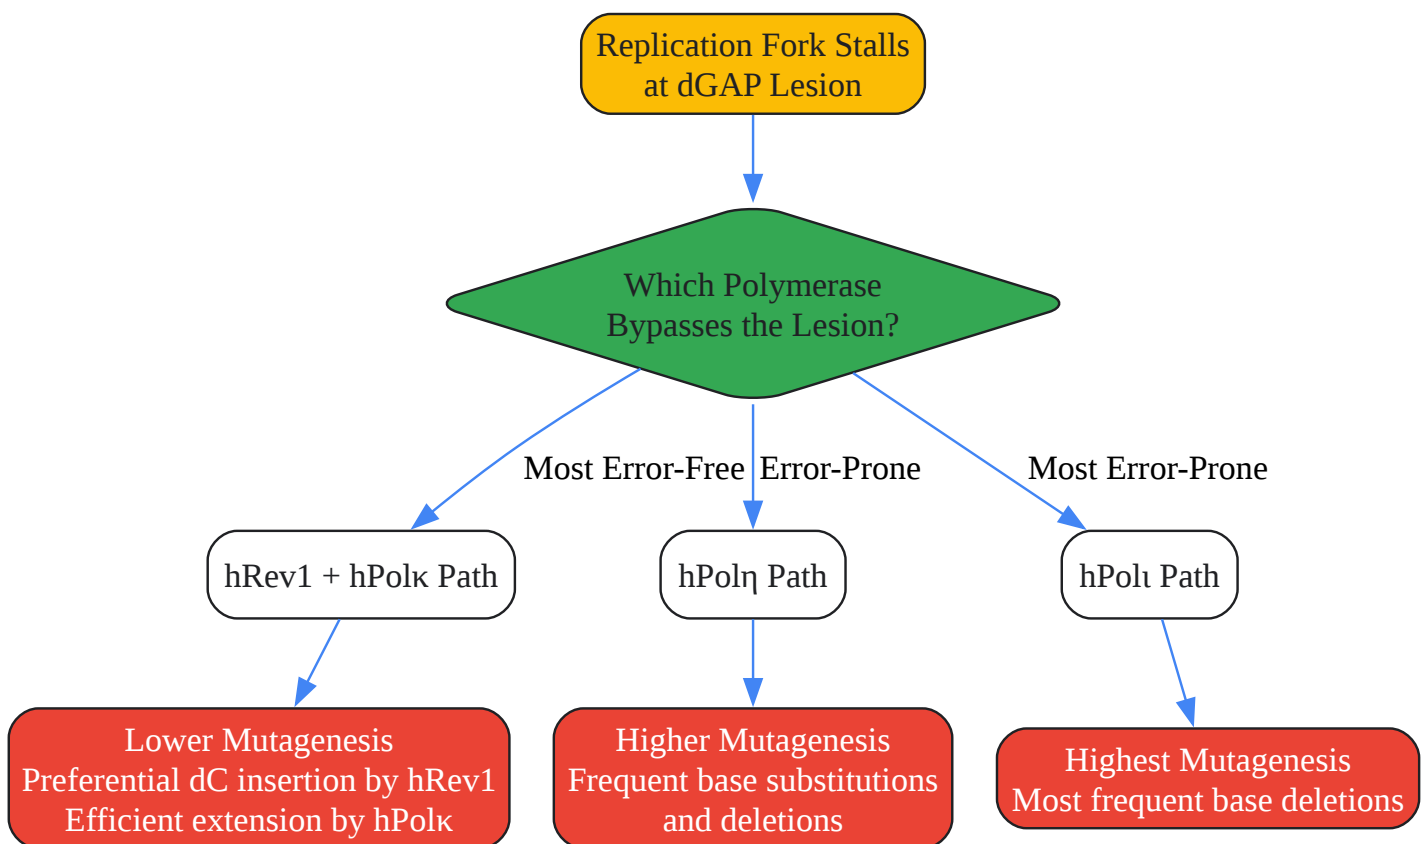 Replication Fork Stalls
at dGAP Lesion
Which Polymerase
Bypasses the Lesion?
Most Error-Free
Error-Prone
Most Error-Prone
hRev1 + hPolκ Path
hPolη Path
hPolι Path
Lower Mutagenesis
Preferential dC insertion by hRev1
Efficient extension by hPolκ
Higher Mutagenesis
Frequent base substitutions
and deletions
Highest Mutagenesis
Most frequent base deletions